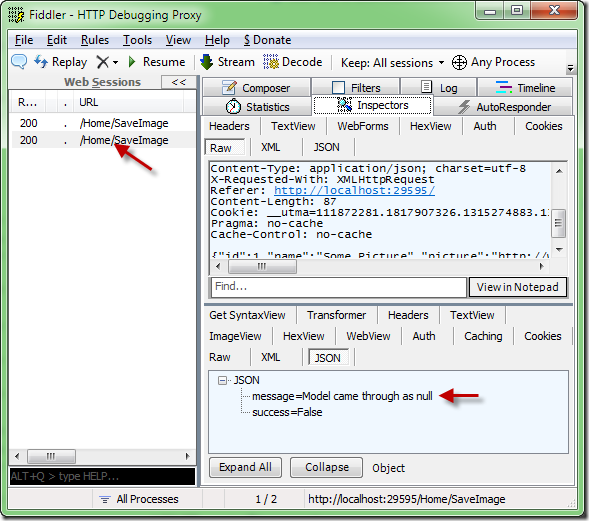 Fiddler - HTTP Debugging Proxy
File Edit Rules Tools View Help $ Donate
Replay Resume Stream Decode Keep: All sessions Any Process
Web Sessions <<
R... . URL
200 . /Home/SaveImage
200 . /Home/SaveImage
Composer Filters Log Timeline
Statistics Inspectors AutoResponder
Headers TextView WebForms HexView Auth Cookies
Raw XML JSON
Content-Type: application/json; charset=utf-8
X-Requested-With: XMLHttpRequest
Referer: http://localhost:29595/
Content-Length: 87
Cookie: __utma=111872281.1817907326.1315274883.1
Pragma: no-cache
Cache-Control: no-cache
{"id":1,"name":"Some Picture","picture":"http://
Find... View in Notepad
Get SyntaxView Transformer Headers TextView
ImageView HexView WebView Auth Caching Cookies
Raw XML JSON
JSON
message=Model came through as null
success=False
Expand All Collapse Object
ALT+Q > type HELP...
All Processes 1 / 2 http://localhost:29595/Home/SaveImage